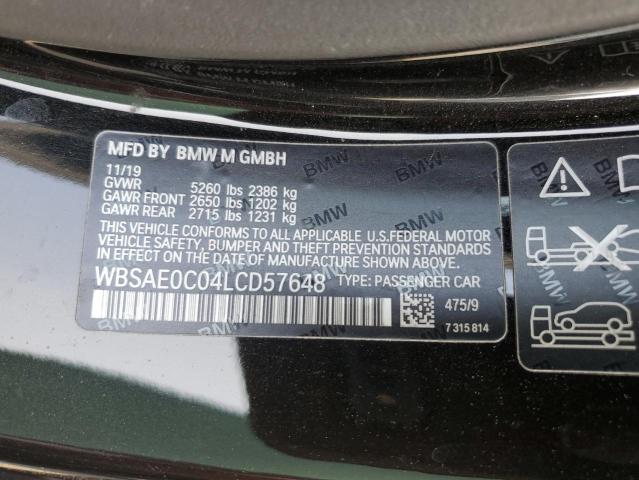 MFD BY BMW M GMBH
11/19
GVWR 5260 lbs 2386 kg
GAWR FRONT 2650 lbs 1202 kg
GAWR REAR 2715 lbs 1231 kg
THIS VEHICLE CONFORMS TO ALL APPLICABLE U.S.FEDERAL MOTOR
VEHICLE SAFETY, BUMPER AND THEFT PREVENTION STANDARDS
IN EFFECT ON THE DATE OF MANUFACTURE SHOWN ABOVE.
WBSAE0C04LCD57648 TYPE: PASSENGER CAR
475/9
7 315 814